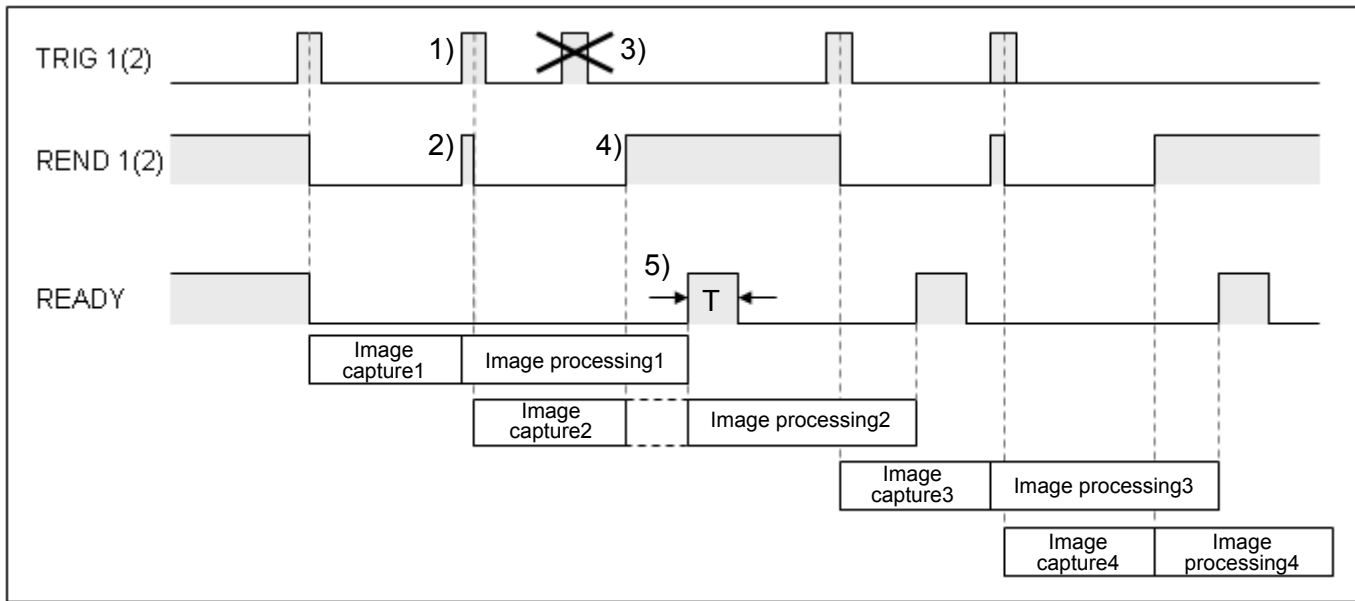 TRIG 1(2)
1)
3)
REND 1(2)
2)
4)
READY
5)
T
Image
capture1
Image processing1
Image
capture2
Image processing2
Image
capture3
Image processing3
Image
capture4
Image
processing4